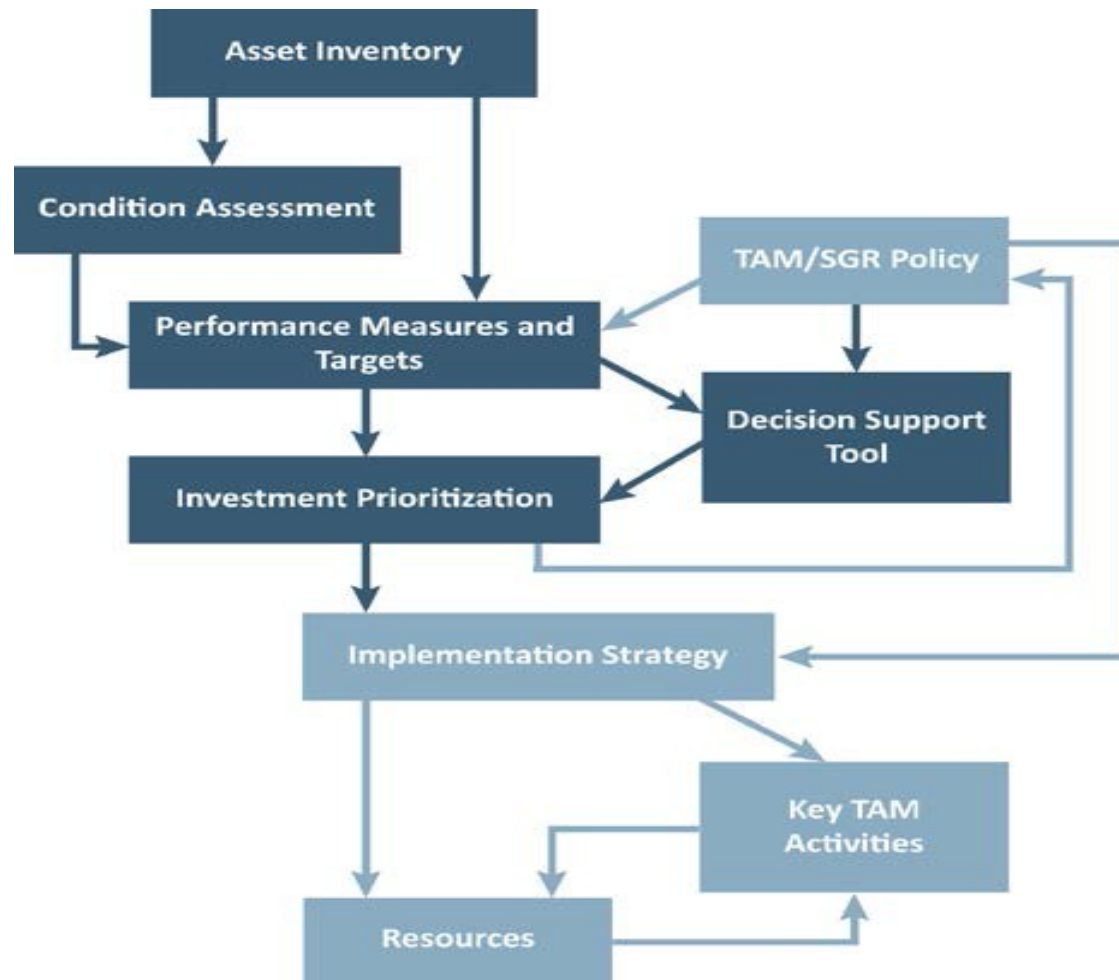 Asset Inventory
Condition Assessment
TAM/SGR Policy
Performance Measures and
Targets
Decision Support
Tool
Investment Prioritization
Implementation Strategy
Key TAM
Activities
Resources